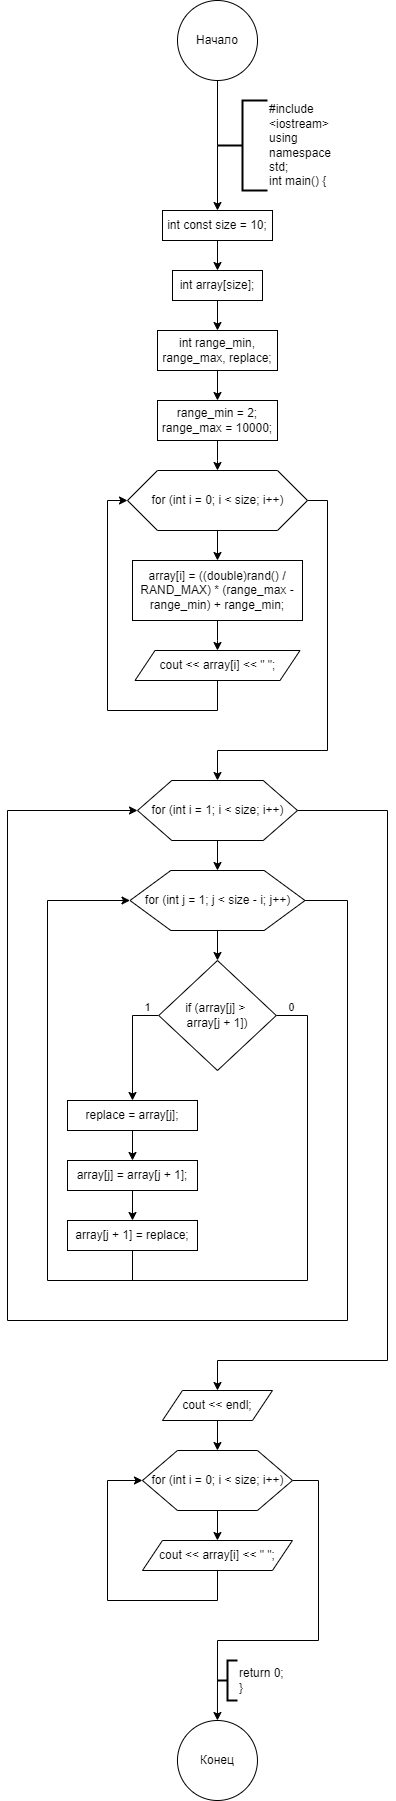 Начало
#include
<iostream>
using
namespace
std;
int main() {
int const size = 10;
int array[size];
int range_min,
range_max, replace;
range_min = 2;
range_max = 10000;
for (int i = 0; i < size; i++)
array[i] = ((double)rand() /
RAND_MAX) * (range_max -
range_min) + range_min;
cout << array[i] << " ";
for (int i = 1; i < size; i++)
for (int j = 1; j < size - i; j++)
if (array[j] >
array[j + 1])
1
0
replace = array[j];
array[j] = array[j + 1];
array[j + 1] = replace;
cout << endl;
for (int i = 0; i < size; i++)
cout << array[i] << " ";
return 0;
}
Конец